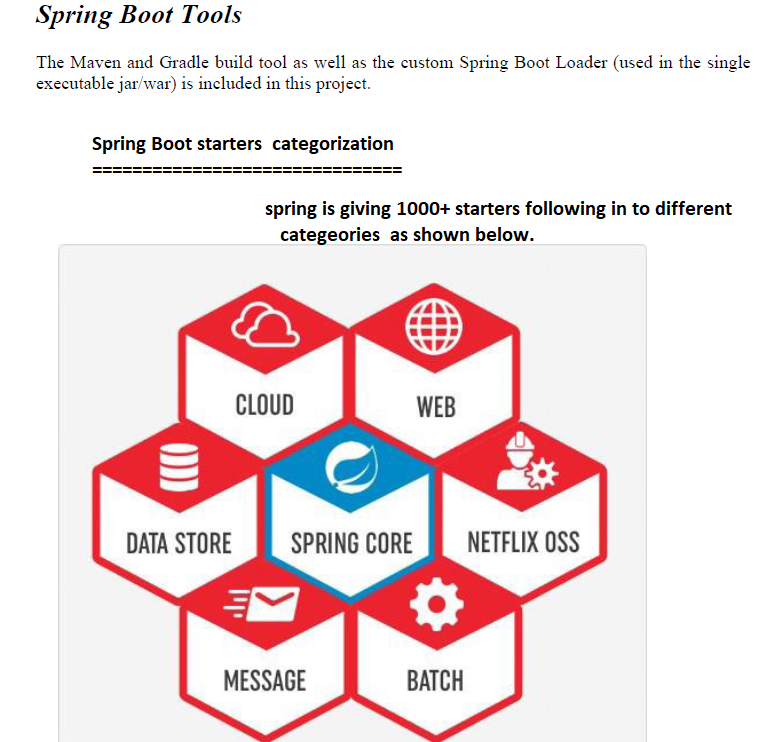 Spring Boot Tools
The Maven and Gradle build tool as well as the custom Spring Boot Loader (used in the single
executable jar/war) is included in this project.
Spring Boot starters  categorization
===============================
spring is giving 1000+ starters following in to different
categeories  as shown below.
CLOUD
WEB
DATA STORE
SPRING CORE
NETFLIX OSS
MESSAGE
BATCH